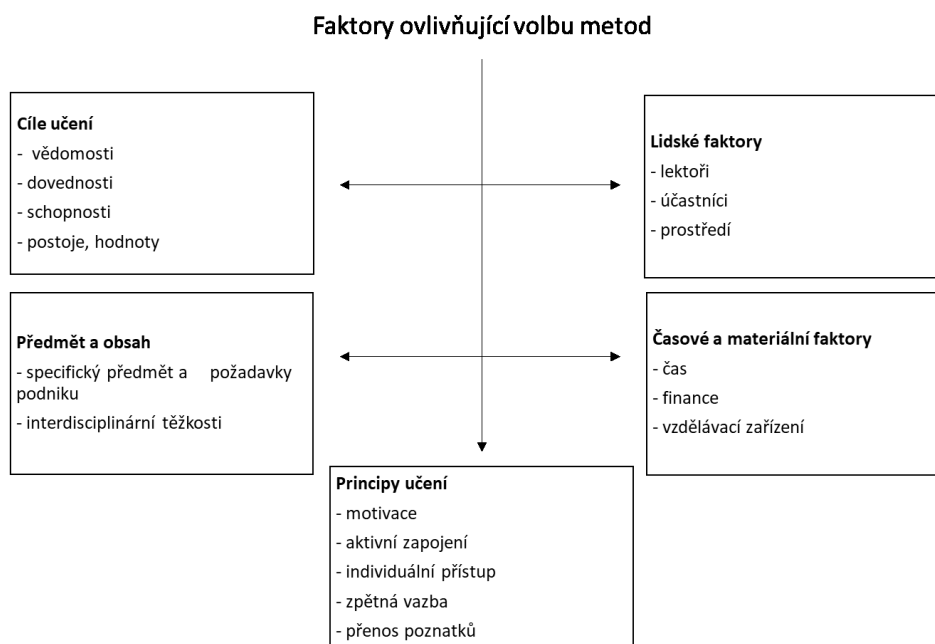 Faktory ovlivňující volbu metod
Cíle učení
- vědomosti
- dovednosti
- schopnosti
- postoje, hodnoty
Lidské faktory
- lektoři
- účastníci
- prostředí
Předmět a obsah
- specifický předmět a požadavky
podniku
- interdisciplinární těžkosti
Časové a materiální faktory
- čas
- finance
- vzdělávací zařízení
Principy učení
- motivace
- aktivní zapojení
- individuální přístup
- zpětná vazba
- přenos poznatků